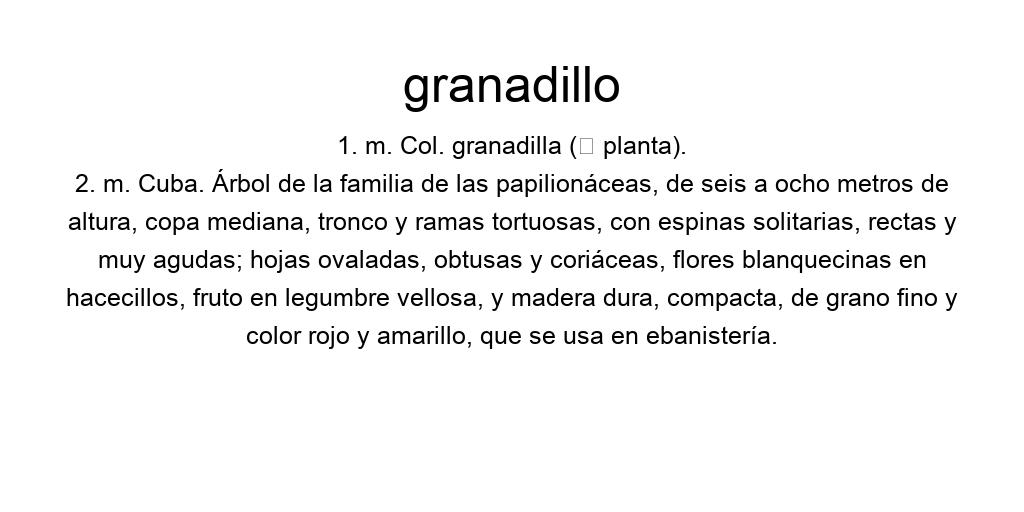 granadillo
1. m. Col. granadilla (▯ planta).
2. m. Cuba. Árbol de la familia de las papilionáceas, de seis a ocho metros de
altura, copa mediana, tronco y ramas tortuosas, con espinas solitarias, rectas y
muy agudas; hojas ovaladas, obtusas y coriáceas, flores blanquecinas en
hacecillos, fruto en legumbre vellosa, y madera dura, compacta, de grano fino y
color rojo y amarillo, que se usa en ebanistería.